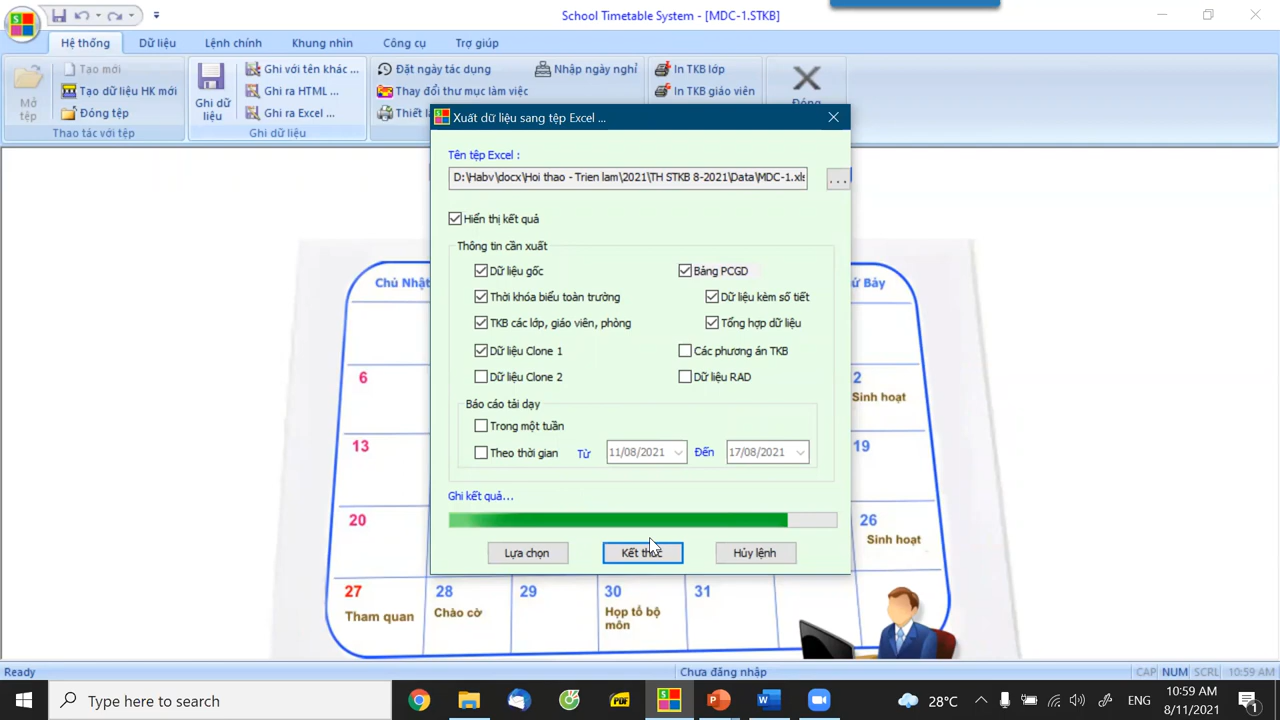 School Timetable System - [MDC-1.STKB]
Hệ thống
Dữ liệu
Lệnh chính
Khung nhìn
Công cụ
Trợ giúp
Mở tệp
Tạo mới
Tạo dữ liệu HK mới
Đóng tệp
Thao tác với tệp
Ghi dữ liệu
Ghi với tên khác ...
Ghi ra HTML ...
Ghi ra Excel ...
Ghi dữ liệu
Đặt ngày tác dụng
Nhập ngày nghỉ
Thay đổi thư mục làm việc
Thiết
In TKB lớp
In TKB giáo viên
Đóng
Xuất dữ liệu sang tệp Excel ...
Tên tệp Excel :
D:\Habv\docx\Hoi thao - Trien lam\2021\TH STKB 8-2021\Data\MDC-1.xls
...
Hiển thị kết quả
Thông tin cần xuất
Dữ liệu gốc
Bảng PCGD
Thời khóa biểu toàn trường
Dữ liệu kèm số tiết
TKB các lớp, giáo viên, phòng
Tổng hợp dữ liệu
Dữ liệu Clone 1
Các phương án TKB
Dữ liệu Clone 2
Dữ liệu RAD
Báo cáo tải dạy
Trong một tuần
Theo thời gian
Từ
11/08/2021
Đến
17/08/2021
Ghi kết quả...
Lựa chọn
Kết thúc
Hủy lệnh
Chủ Nhật
ứ Bảy
6
2
Sinh hoạt
13
19
20
26
Sinh hoạt
27
Tham quan
28
Chào cờ
29
30
Họp tổ bộ môn
31
Ready
Chưa đăng nhập
CAP
NUM
SCRL
10:59 AM
Type here to search
PDF
28°C
ENG
10:59 AM
8/11/2021
1